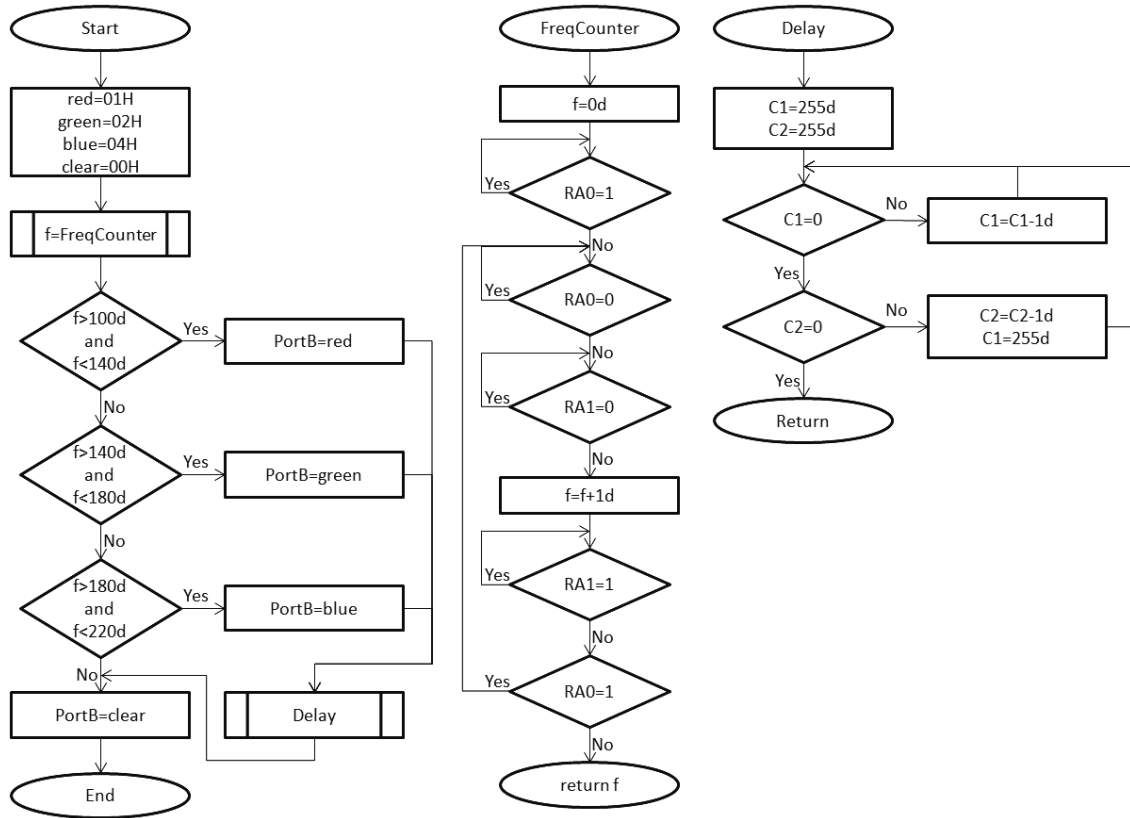 Start
red=01H
green=02H
blue=04H
clear=00H
f=FreqCounter
f>100d
and
f<140d
Yes
PortB=red
No
f>140d
and
f<180d
Yes
PortB=green
No
f>180d
and
f<220d
Yes
PortB=blue
No
PortB=clear
Delay
End
FreqCounter
f=0d
RA0=1
Yes
No
RA0=0
Yes
No
RA1=0
Yes
No
f=f+1d
RA1=1
Yes
No
RA0=1
Yes
No
return f
Delay
C1=255d
C2=255d
C1=0
No
C1=C1-1d
Yes
C2=0
No
C2=C2-1d
C1=255d
Yes
Return